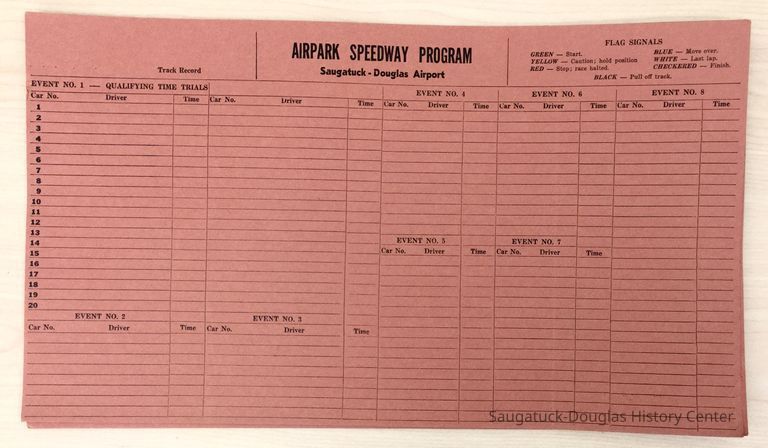 AIRPARK SPEEDWAY PROGRAM
Saugatuck - Douglas Airport
Track Record
FLAG SIGNALS
GREEN — Start.
YELLOW — Caution; hold position
RED — Stop; race halted.
BLUE — Move over.
WHITE — Last lap.
CHECKERED — Finish.
BLACK — Pull off track.
EVENT NO. 1 — QUALIFYING TIME TRIALS
Car No. Driver Time Car No. Driver Time
1
2
3
4
5
6
7
8
9
10
11
12
13
14
15
16
17
18
19
20
EVENT NO. 2
Car No. Driver Time
EVENT NO. 3
Car No. Driver Time
EVENT NO. 4
Car No. Driver Time
EVENT NO. 5
Car No. Driver Time
EVENT NO. 6
Car No. Driver Time
EVENT NO. 7
Car No. Driver Time
EVENT NO. 8
Car No. Driver Time
Saugatuck-Douglas History Center